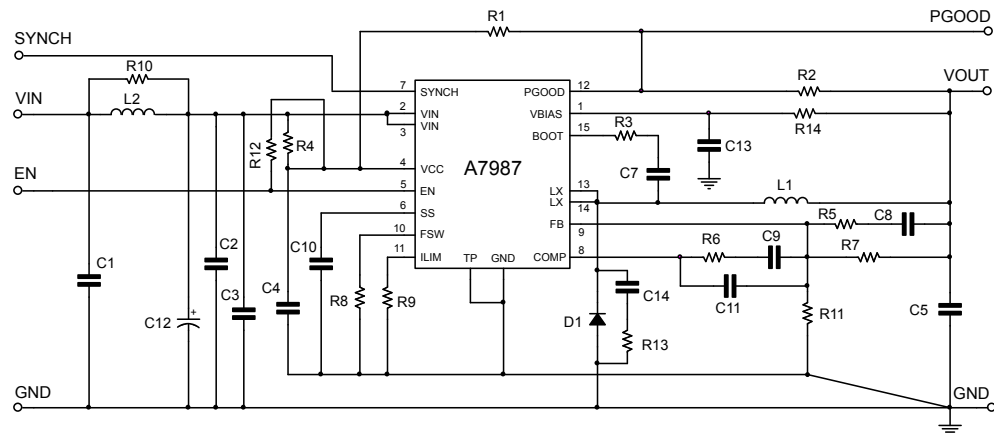 R1
PGOOD
SYNCH
R10
7 SYNCH
PGOOD 12
R2
VOUT
VIN
L2
2 VIN
3 VIN
VBIAS 1
R14
R12
R4
BOOT 15
R3
C13
EN
4 VCC
A7987
C7
5 EN
LX 13
LX 14
L1
6 SS
FB 9
R5
C8
C10
10 FSW
COMP 8
R6
C9
R7
C2
11 ILIM
TP
GND
C1
C3
C4
R8
R9
C14
C11
R11
C5
C12
+
D1
R13
GND
GND